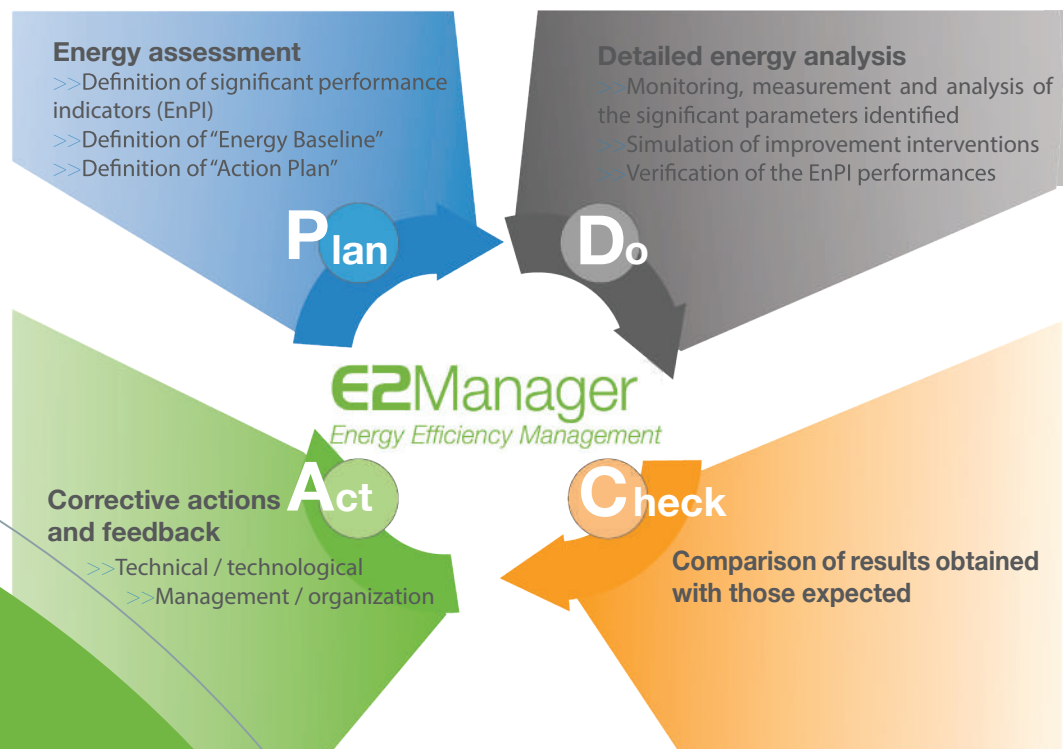 Energy assessment
>>Definition of significant performance
indicators (EnPI)
>>Definition of “Energy Baseline”
>>Definition of “Action Plan”
Plan
Detailed energy analysis
>>Monitoring, measurement and analysis of
the significant parameters identified
>>Simulation of improvement interventions
>>Verification of the EnPI performances
Do
E2Manager
Energy Efficiency Management
Act
Corrective actions
and feedback
>>Technical / technological
>>Management / organization
Check
Comparison of results obtained
with those expected